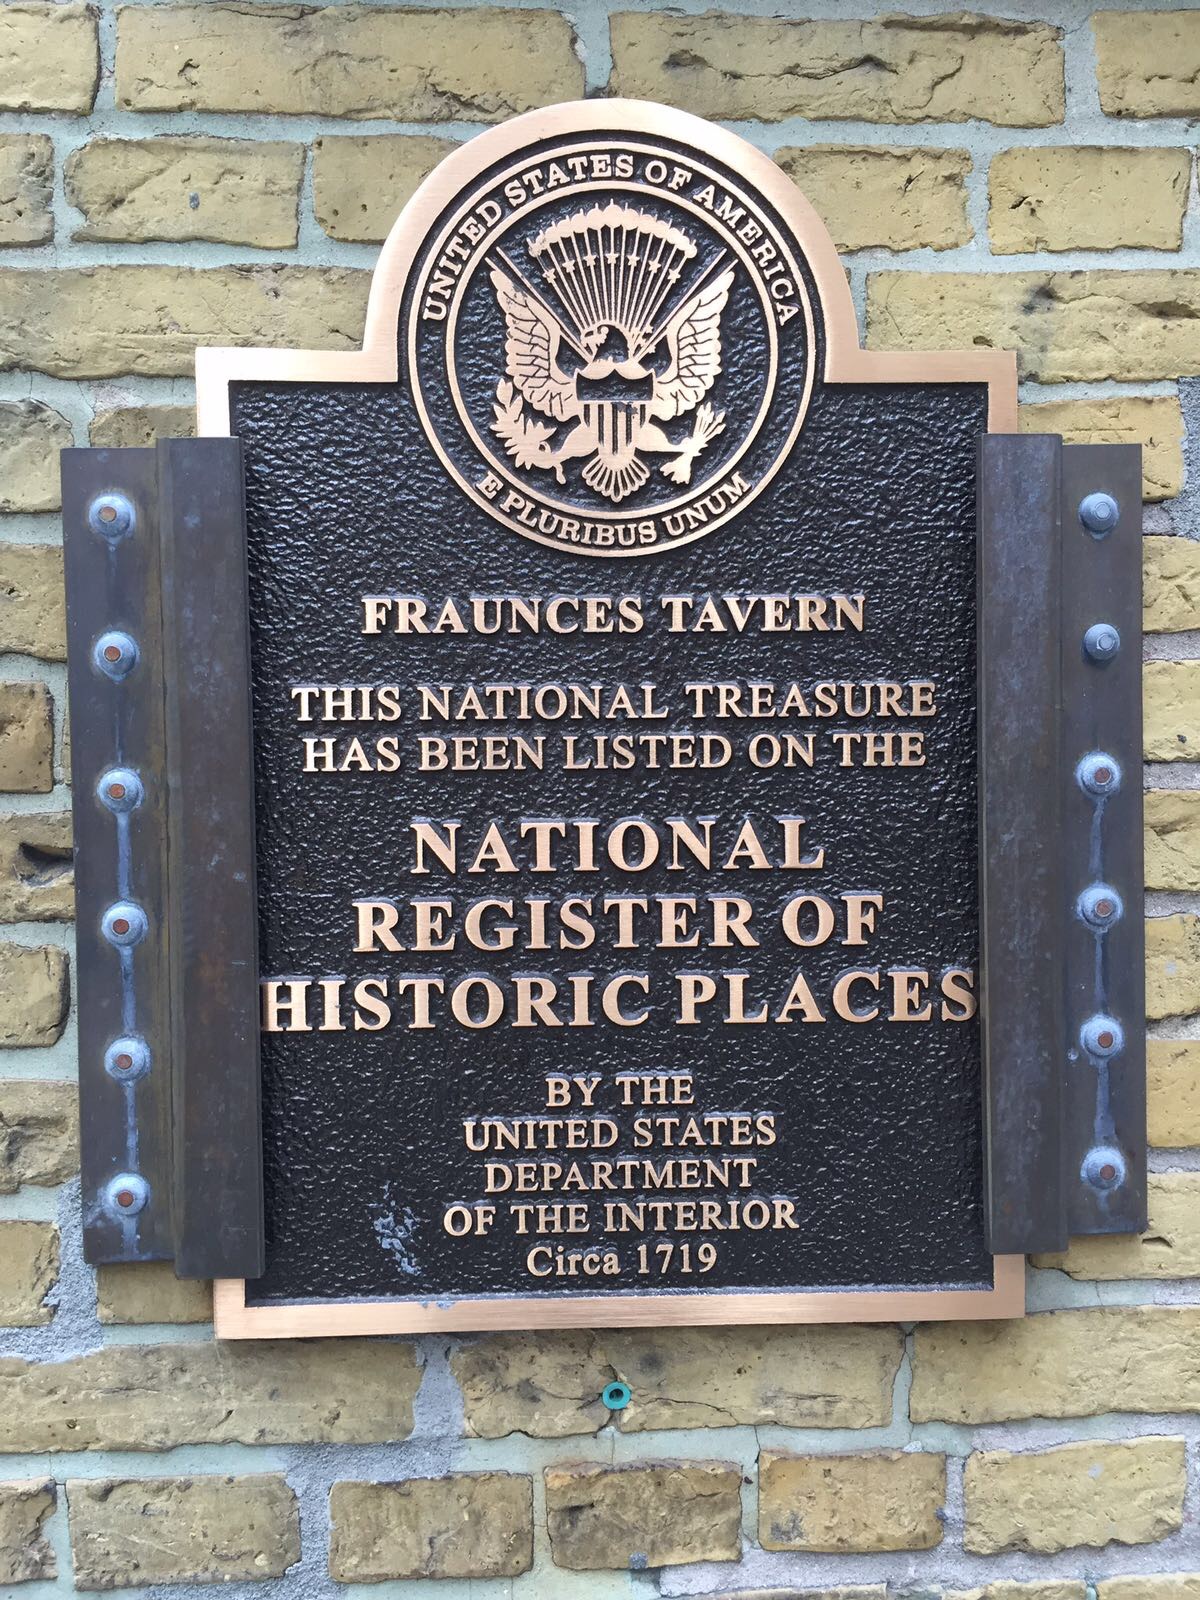 UNITED STATES OF AMERICA
E PLURIBUS UNUM
FRAUNCES TAVERN
THIS NATIONAL TREASURE
HAS BEEN LISTED ON THE
NATIONAL
REGISTER OF
HISTORIC PLACES
BY THE
UNITED STATES
DEPARTMENT
OF THE INTERIOR
Circa 1719